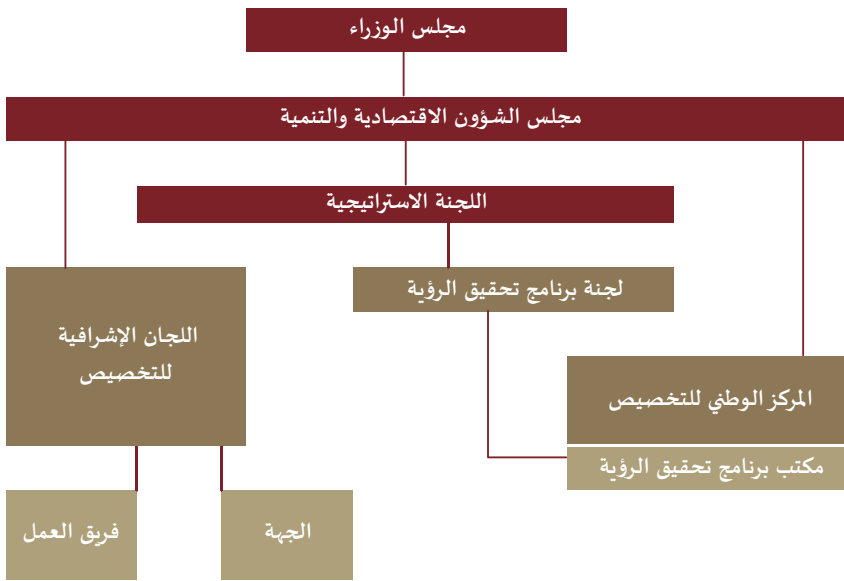 مجلس الوزراء
مجلس الشؤون الاقتصادية والتنمية
اللجنة الاستراتيجية
لجنة برنامج تحقيق الرؤية
اللجان الإشرافية
للتخصيص
المركز الوطني للتخصيص
مكتب برنامج تحقيق الرؤية
الجهة
فريق العمل